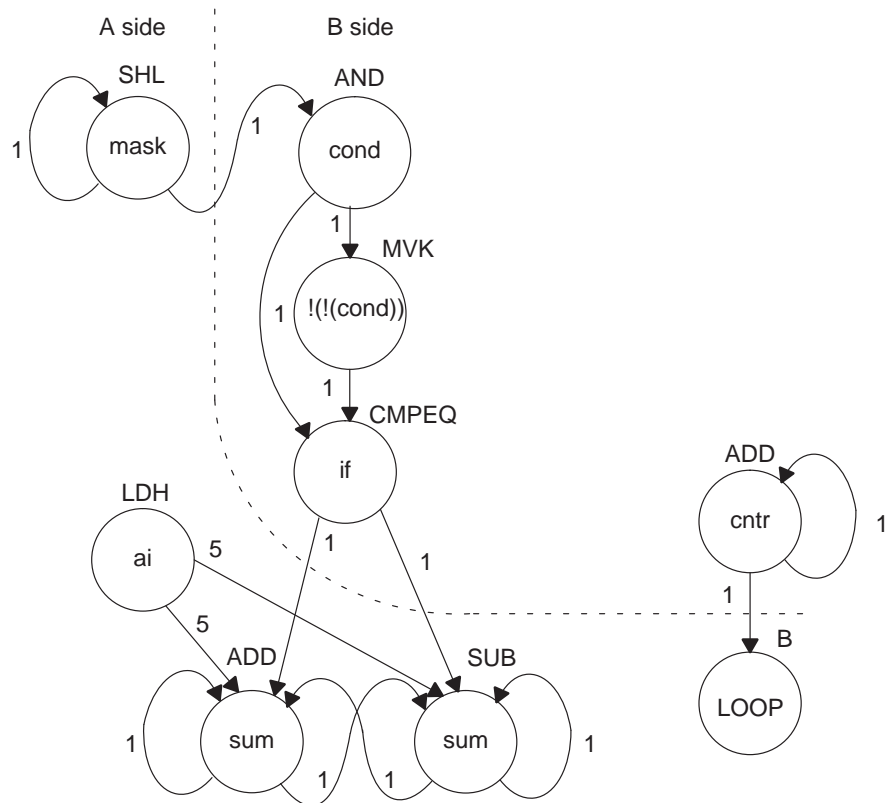 A side B side
SHL AND
1 mask 1 cond
1 MVK
1 !(!(cond))
1 CMPEQ
if
ADD
cntr 1
LDH
ai 5 1 1
1
5 ADD SUB B
1 sum 1 1 sum 1 LOOP